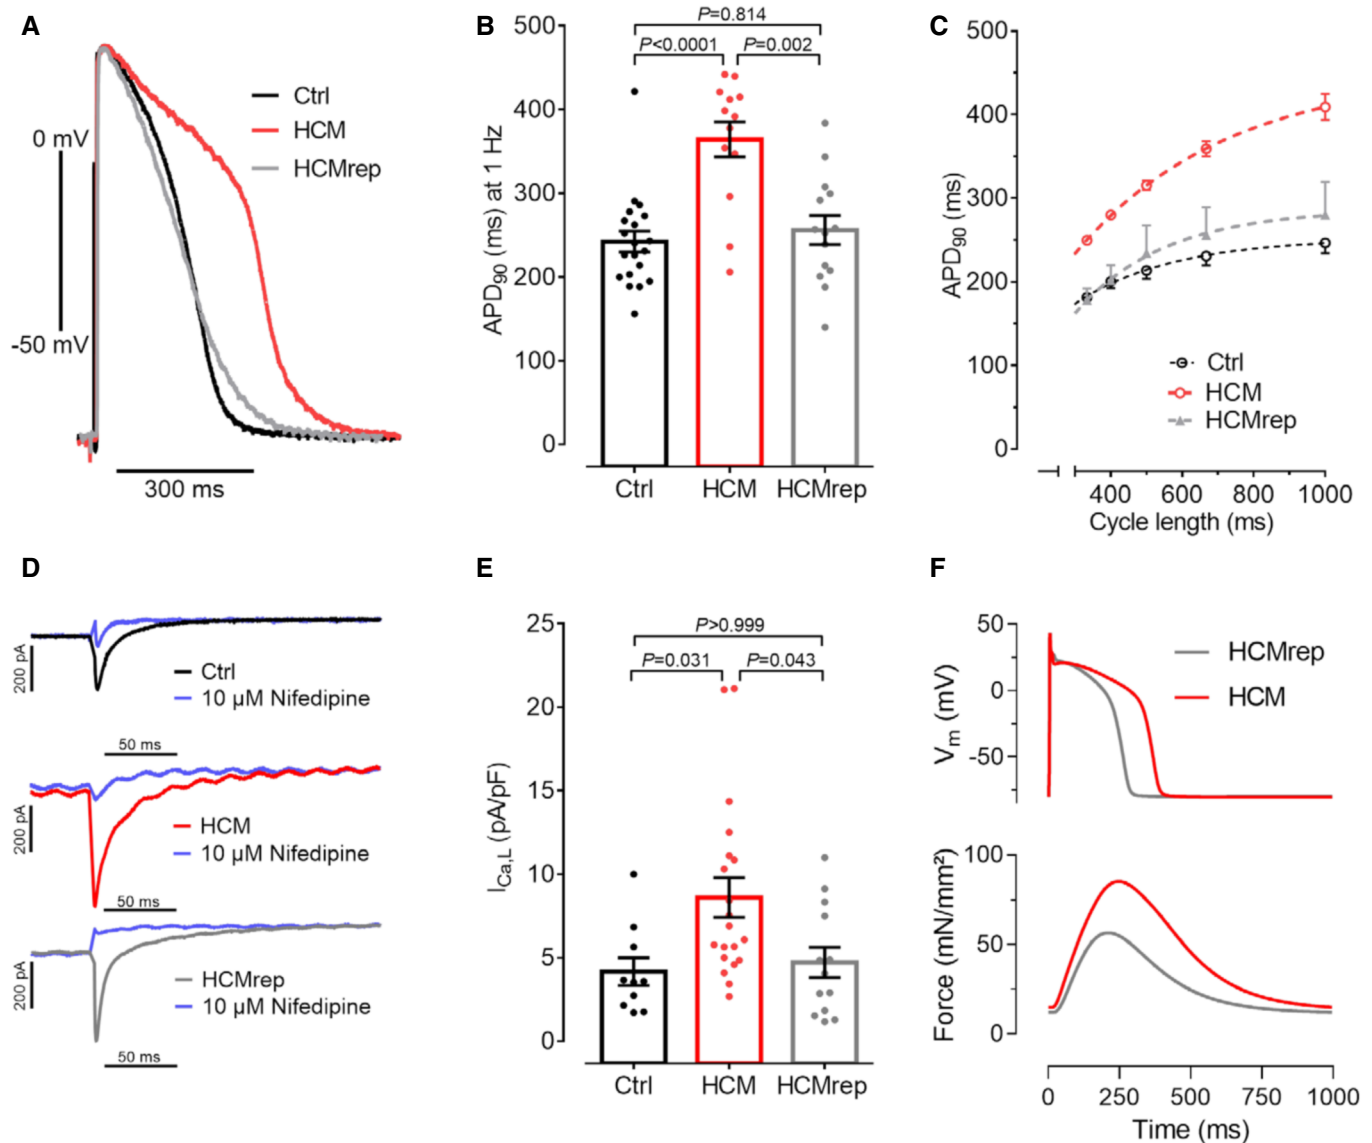 A
0 mV
-50 mV
300 ms
Ctrl
HCM
HCMrep
B
APD90 (ms) at 1 Hz
500
400
300
200
100
0
P=0.814
P<0.0001
P=0.002
Ctrl
HCM
HCMrep
C
APD90 (ms)
500
400
300
200
100
0
Ctrl
HCM
HCMrep
400
600
800
1000
Cycle length (ms)
D
200 pA
Ctrl
10 µM Nifedipine
50 ms
200 pA
HCM
10 µM Nifedipine
50 ms
200 pA
HCMrep
10 µM Nifedipine
50 ms
E
ICa,L (pA/pF)
25
20
15
10
5
0
P>0.999
P=0.031
P=0.043
Ctrl
HCM
HCMrep
F
Vm (mV)
50
0
-50
HCMrep
HCM
Force (mN/mm²)
100
50
0
0
250
500
750
1000
Time (ms)